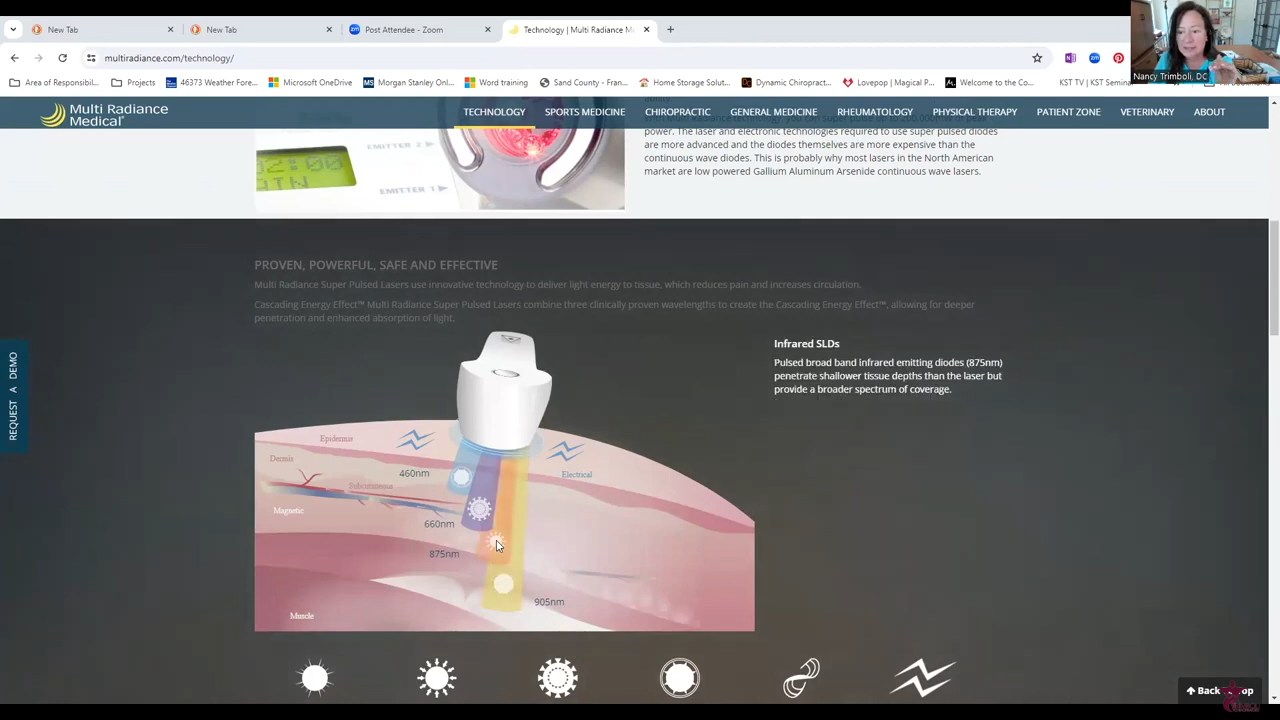 New Tab
New Tab
zm Post Attendee - Zoom
Technology | Multi Radiance M
multiradiance.com/technology/
Nancy Trimboli, DC
Area of Responsibil...
Projects
46373 Weather Fore...
Microsoft OneDrive
MS Morgan Stanley Onl...
Word training
Sand County - Fran...
Home Storage Solut...
Dynamic Chiropract...
Lovepop | Magical P...
Welcome to the Co...
KST TV | KST Seminar
Multi Radiance
Medical®
TECHNOLOGY
SPORTS MEDICINE
CHIROPRACTIC
GENERAL MEDICINE
RHEUMATOLOGY
PHYSICAL THERAPY
PATIENT ZONE
VETERINARY
ABOUT
EMITTER 2
EMITTER 1
power. The laser and electronic technologies required to use super pulsed diodes
are more advanced and the diodes themselves are more expensive than the
continuous wave diodes. This is probably why most lasers in the North American
market are low powered Gallium Aluminum Arsenide continuous wave lasers.
REQUEST A DEMO
PROVEN, POWERFUL, SAFE AND EFFECTIVE
Multi Radiance Super Pulsed Lasers use innovative technology to deliver light energy to tissue, which reduces pain and increases circulation.
Cascading Energy Effect™ Multi Radiance Super Pulsed Lasers combine three clinically proven wavelengths to create the Cascading Energy Effect™, allowing for deeper
penetration and enhanced absorption of light.
Infrared SLDs
Pulsed broad band infrared emitting diodes (875nm)
penetrate shallower tissue depths than the laser but
provide a broader spectrum of coverage.
Epidermus
Dermis
Subcutaneous
Magnetic
Muscle
Electrical
460nm
660nm
875nm
905nm